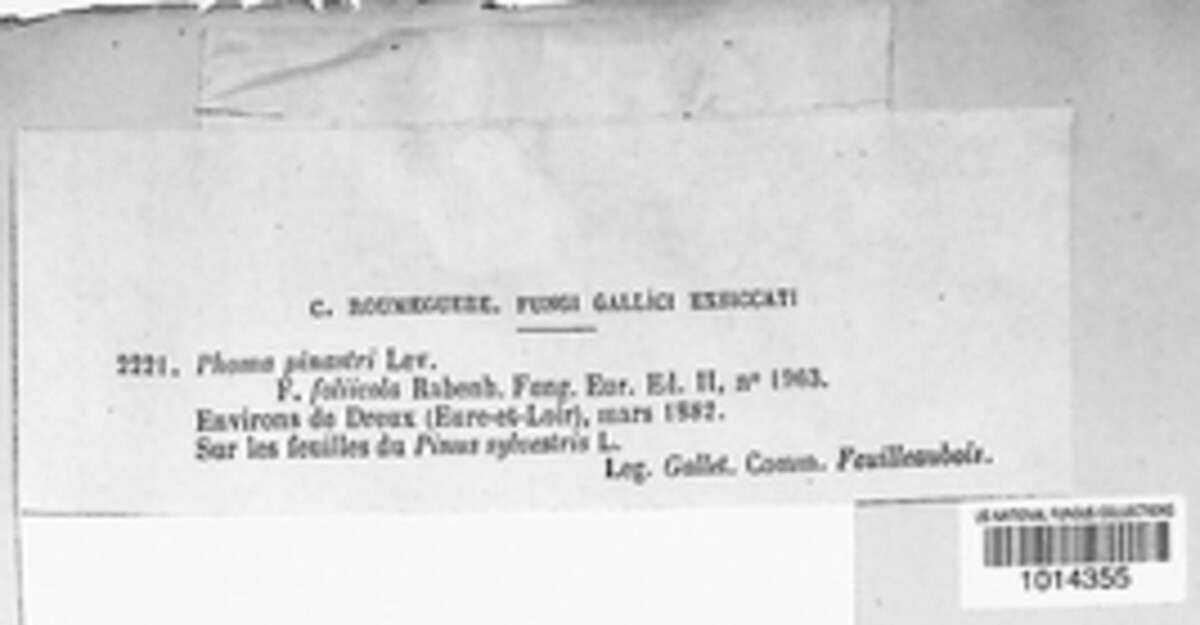 C. ROUMEGUERE. FUNGI GALLICI EXSICCATI
2221. Phoma pinastri Lev.
F. foliicola Rabenh. Fung. Eur. Ed. II, nº 1963.
Environs de Dreux (Eure-et-Loir), mars 1882.
Sur les feuilles du Pinus sylvestris L.
Leg. Gallet. Comm. Feuilleaubois.
US NATIONAL FUNGUS COLLECTIONS
1014355